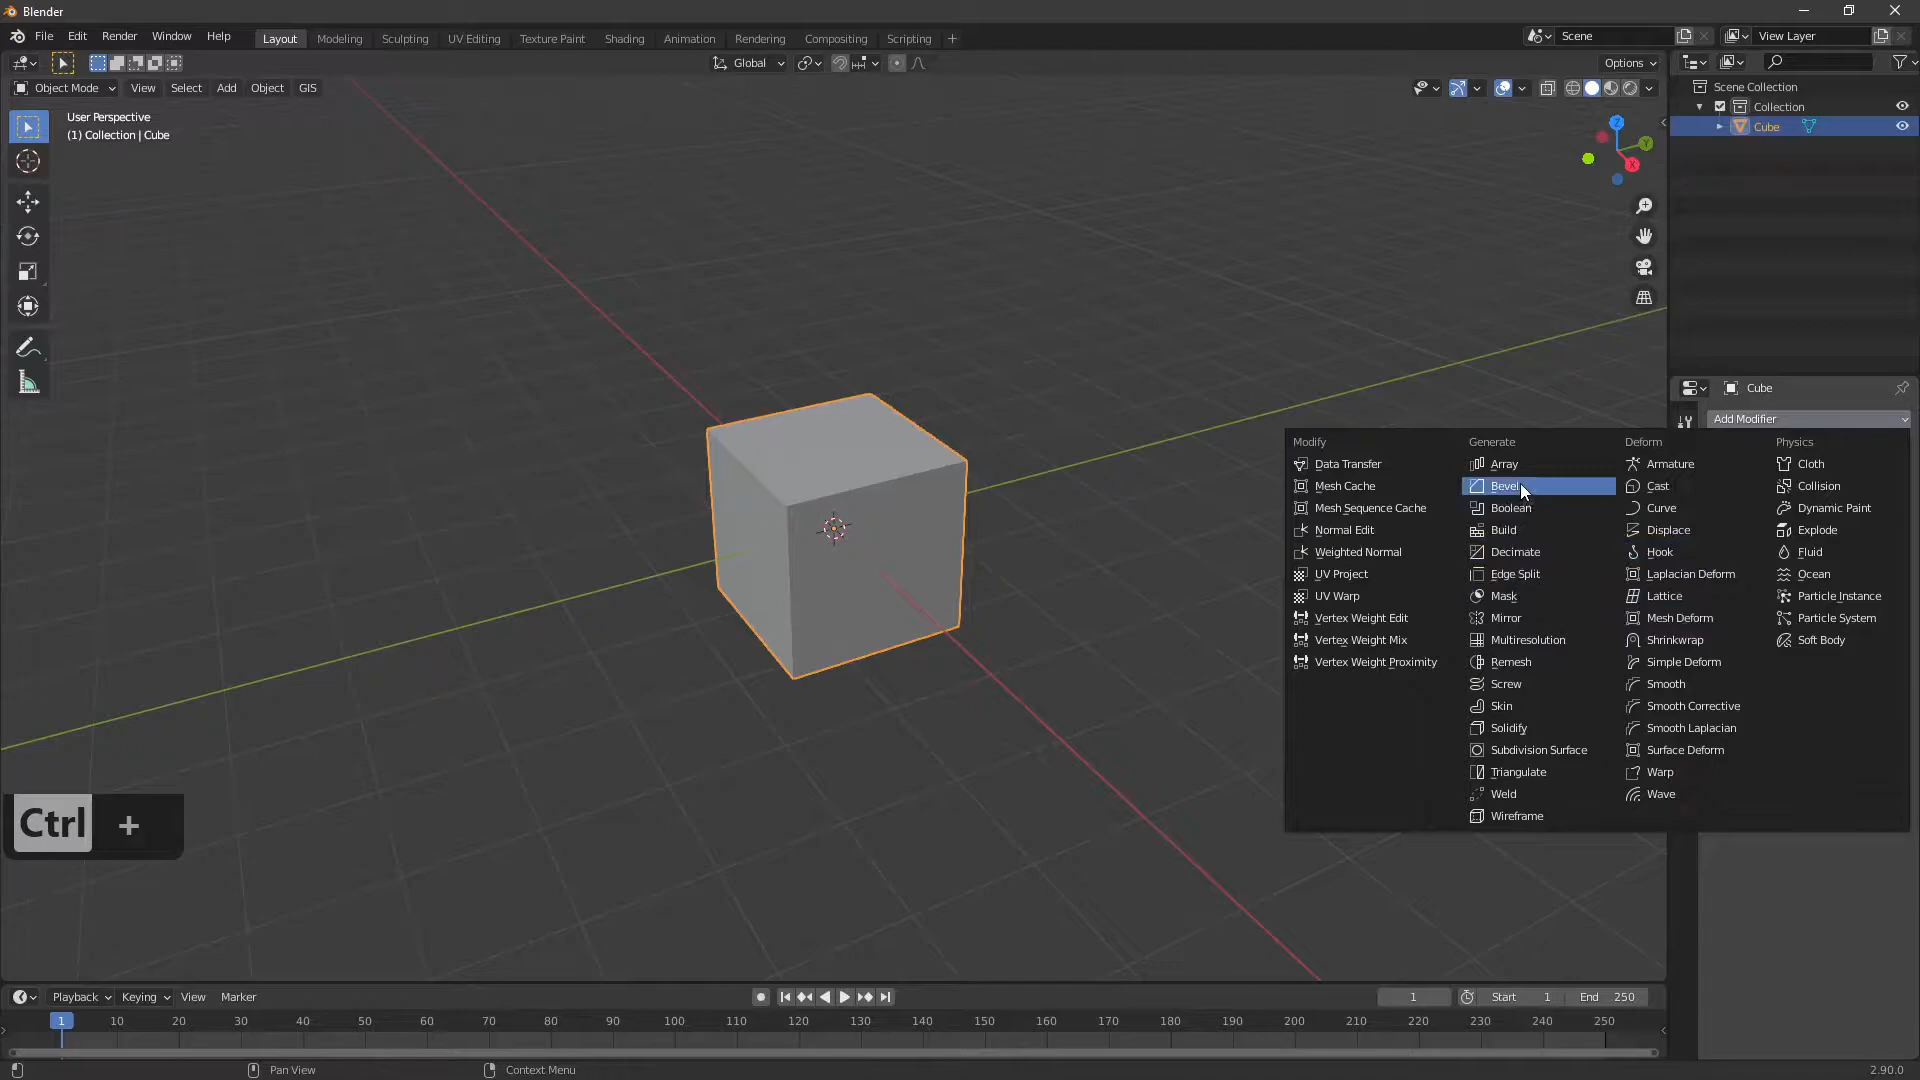 Blender
File Edit Render Window Help
Layout Modeling Sculpting UV Editing Texture Paint Shading Animation Rendering Compositing Scripting +
Scene
View Layer
Global
Options
Object Mode View Select Add Object GIS
User Perspective
(1) Collection | Cube
Z
Y
X
Scene Collection
Collection
Cube
Cube
Add Modifier
Modify
Data Transfer
Mesh Cache
Mesh Sequence Cache
Normal Edit
Weighted Normal
UV Project
UV Warp
Vertex Weight Edit
Vertex Weight Mix
Vertex Weight Proximity
Generate
Array
Bevel
Boolean
Build
Decimate
Edge Split
Mask
Mirror
Multiresolution
Remesh
Screw
Skin
Solidify
Subdivision Surface
Triangulate
Weld
Wireframe
Deform
Armature
Cast
Curve
Displace
Hook
Laplacian Deform
Lattice
Mesh Deform
Shrinkwrap
Simple Deform
Smooth
Smooth Corrective
Smooth Laplacian
Surface Deform
Warp
Wave
Physics
Cloth
Collision
Dynamic Paint
Explode
Fluid
Ocean
Particle Instance
Particle System
Soft Body
Ctrl +
Playback Keying View Marker
1
Start 1
End 250
1 10 20 30 40 50 60 70 80 90 100 110 120 130 140 150 160 170 180 190 200 210 220 230 240 250
Pan View
Context Menu
2.90.0